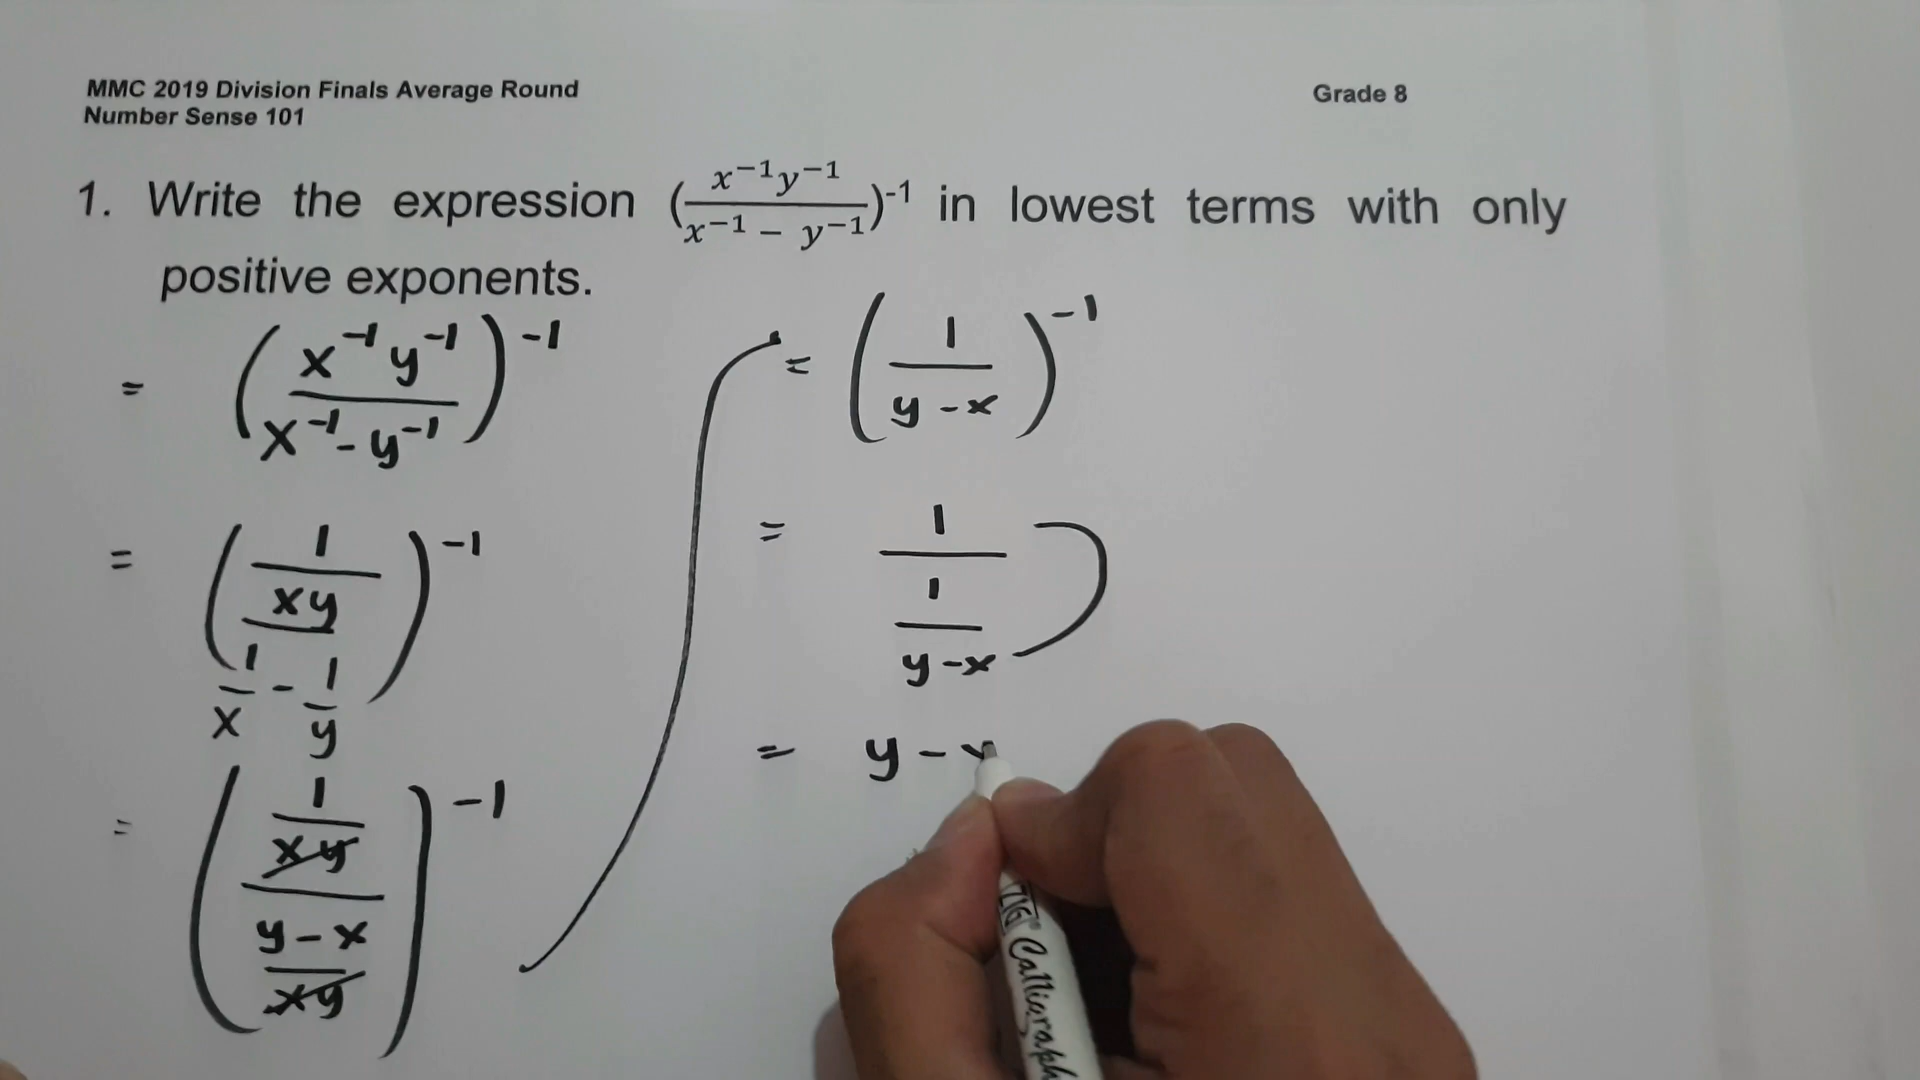 MMC 2019 Division Finals Average Round
Number Sense 101
Grade 8
1. Write the expression (x⁻¹y⁻¹ / x⁻¹ − y⁻¹)⁻¹ in lowest terms with only
positive exponents.
= (x⁻¹y⁻¹ / x⁻¹ - y⁻¹)⁻¹
= ((1/xy) / (1/x - 1/y))⁻¹
= ((1/xy) / ((y - x)/xy))⁻¹
= (1 / (y - x))⁻¹
= 1 / (1 / (y - x))
= y -
ZIG Calligraph